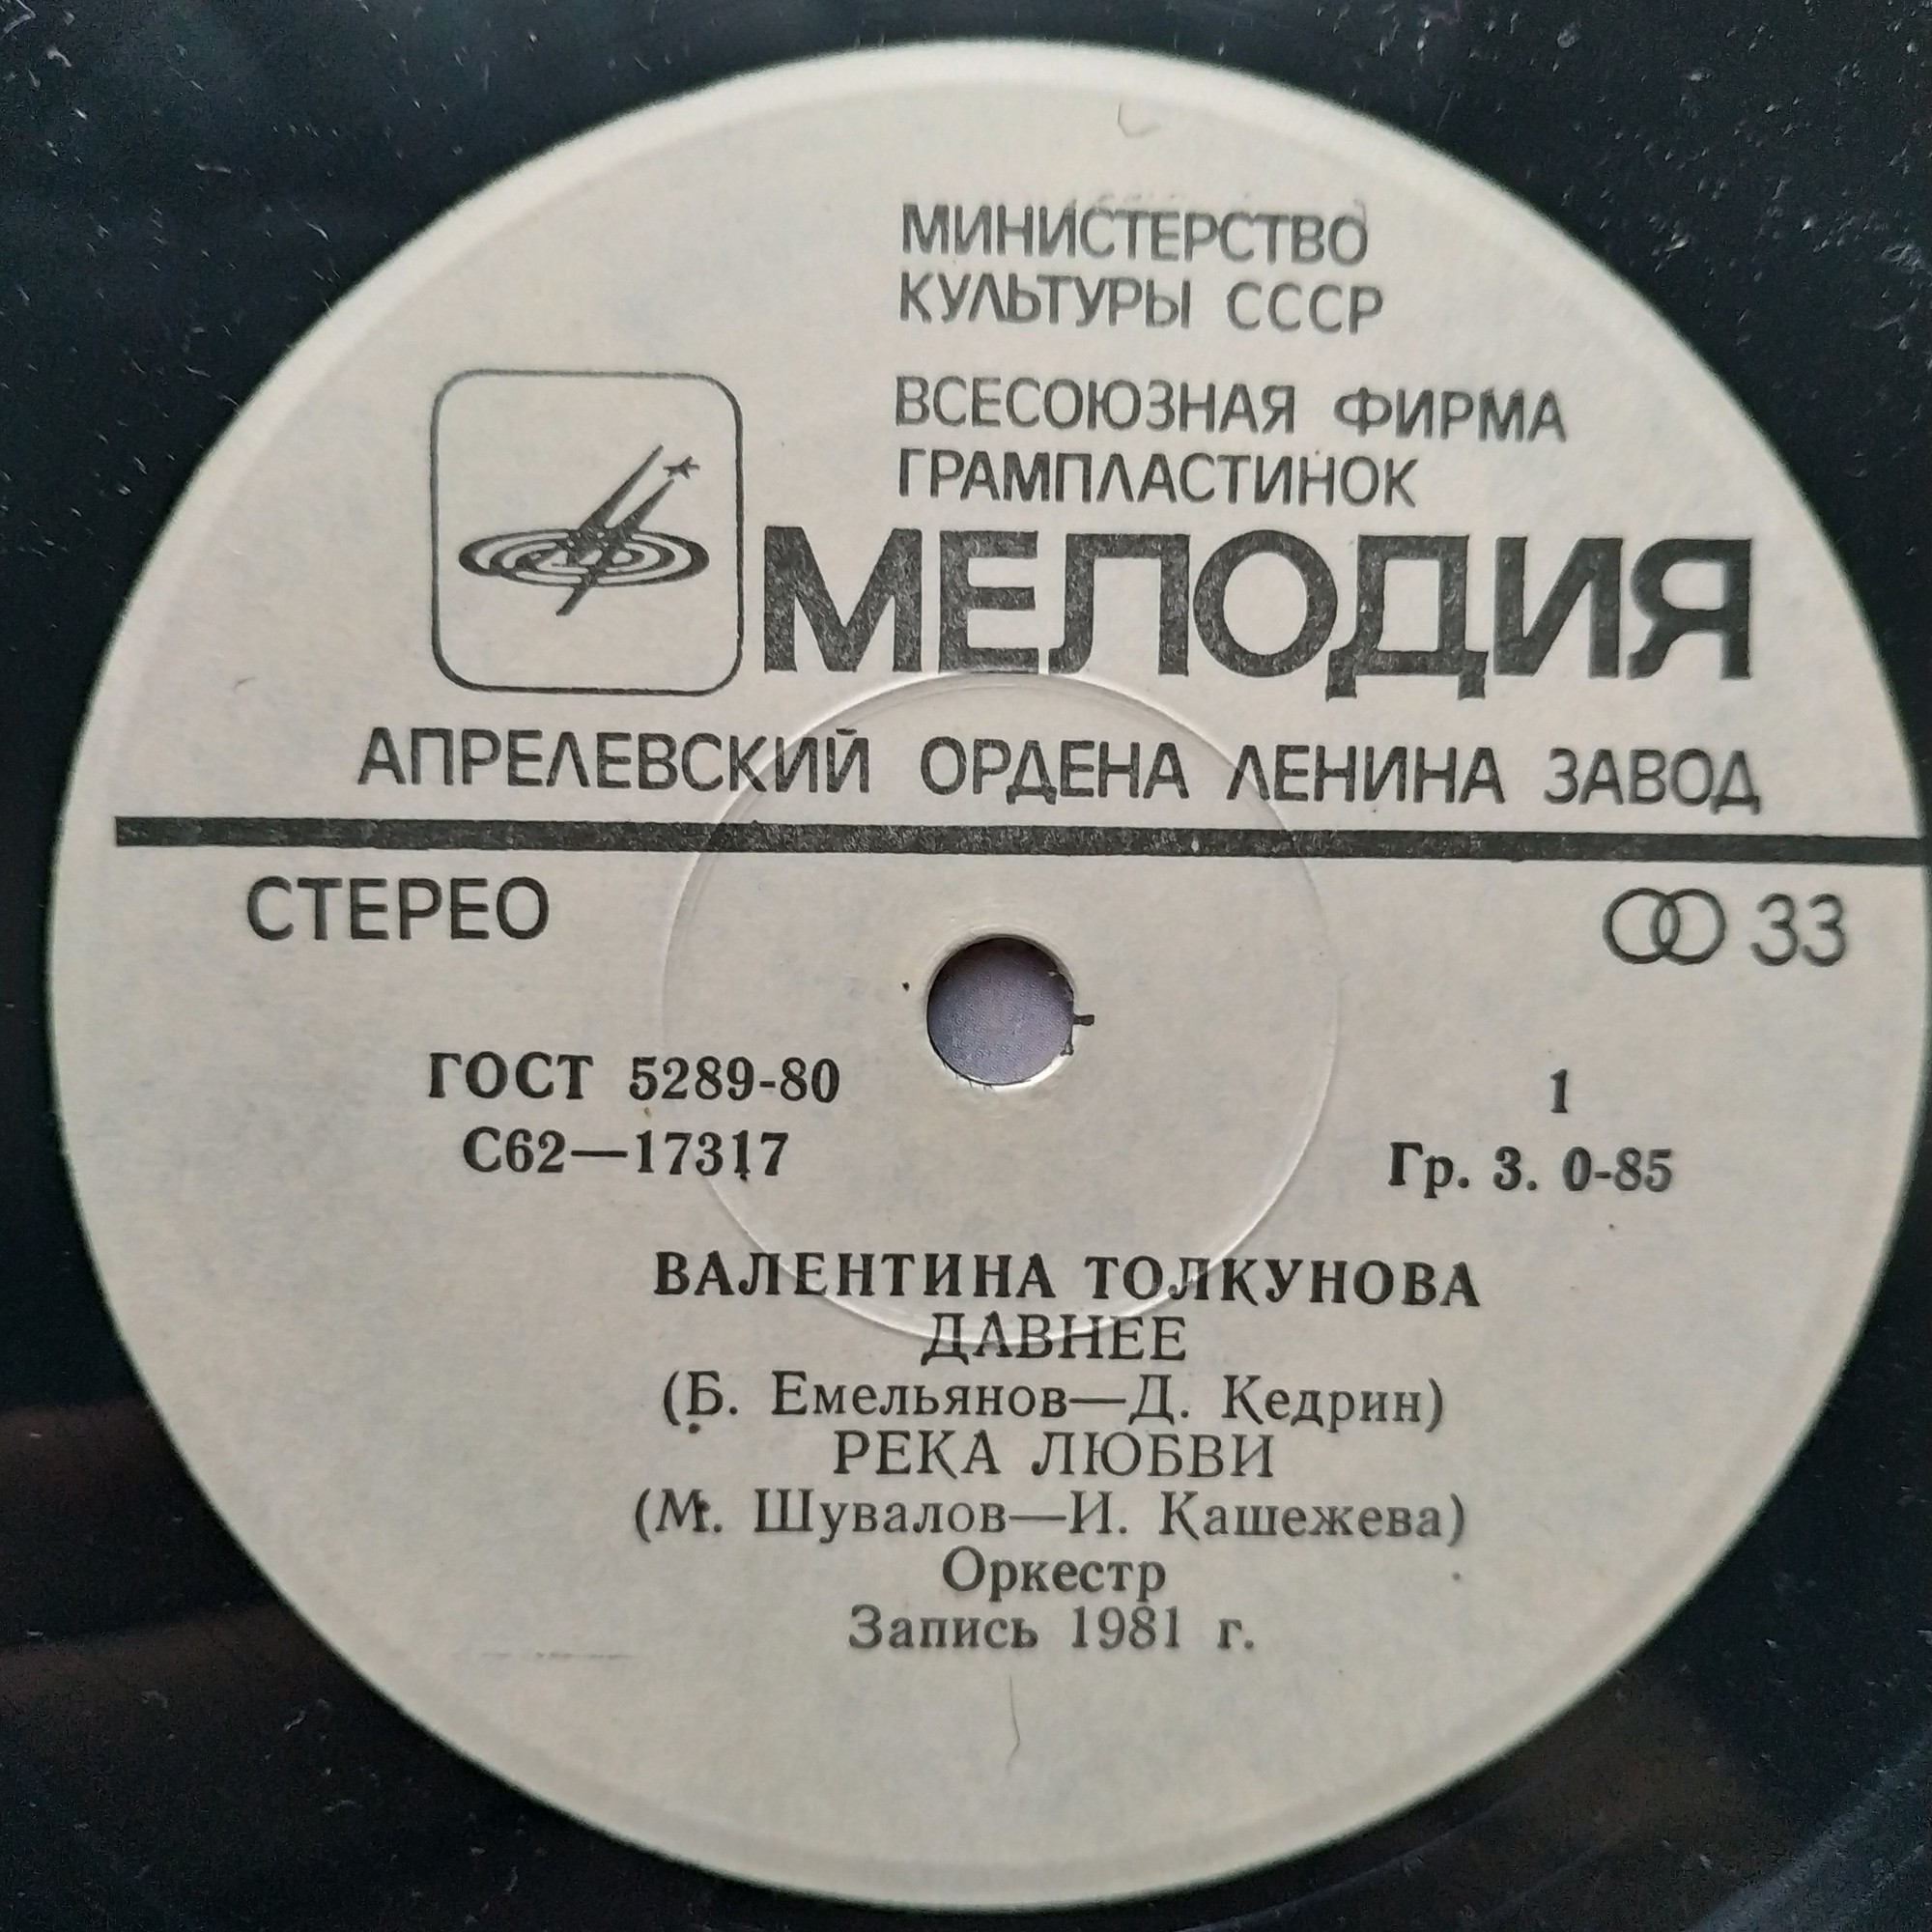 МИНИСТЕРСТВО
КУЛЬТУРЫ СССР
ВСЕСОЮЗНАЯ ФИРМА
ГРАМПЛАСТИНОК
МЕЛОДИЯ
АПРЕЛЕВСКИЙ ОРДЕНА ЛЕНИНА ЗАВОД
СТЕРЕО
33
ГОСТ 5289-80
1
С62—17317
Гр. 3. 0-85
ВАЛЕНТИНА ТОЛКУНОВА
ДАВНЕЕ
(Б. Емельянов—Д. Кедрин)
РЕКА ЛЮБВИ
(М. Шувалов—И. Кашежева)
Оркестр
Запись 1981 г.